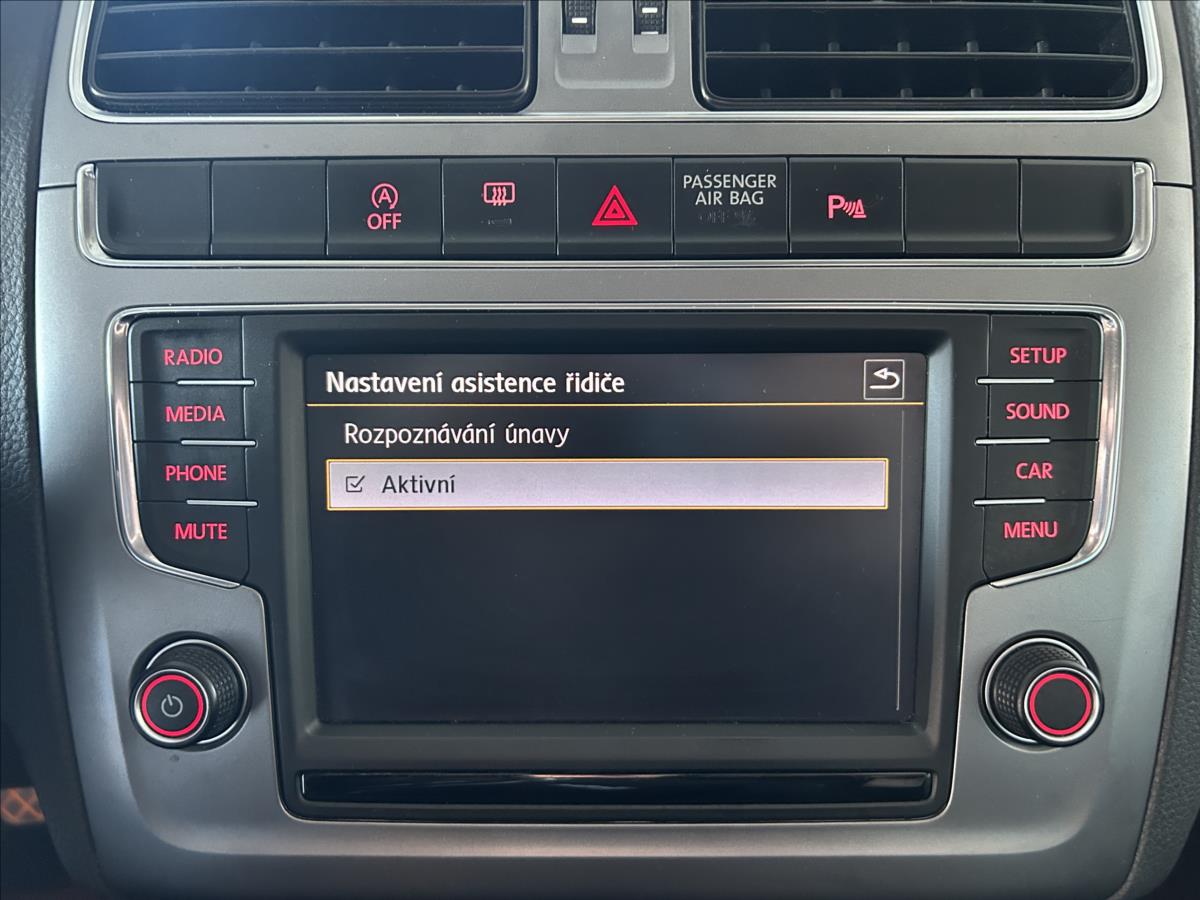 A
OFF
PASSENGER
AIR BAG
P
RADIO
MEDIA
PHONE
MUTE
Nastavení asistence řidiče
Rozpoznávání únavy
Aktivní
SETUP
SOUND
CAR
MENU